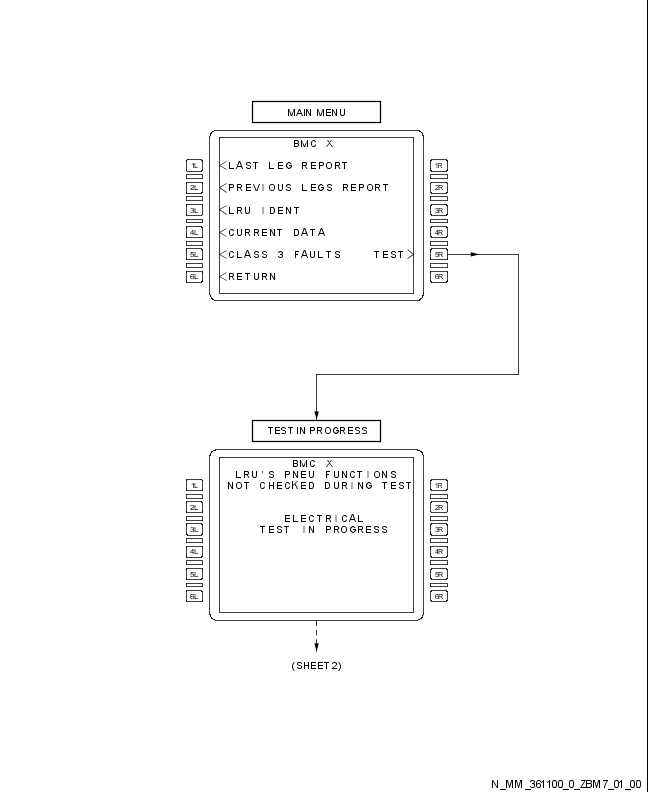 MAIN MENU
BMC X
1L <LAST LEG REPORT 1R
2L <PREVIOUS LEGS REPORT 2R
3L <LRU IDENT 3R
4L <CURRENT DATA 4R
5L <CLASS 3 FAULTS TEST> 5R
6L <RETURN 6R
TEST IN PROGRESS
BMC X
LRU'S PNEU FUNCTIONS
1L NOT CHECKED DURING TEST 1R
2L 2R
ELECTRICAL
3L TEST IN PROGRESS 3R
4L 4R
5L 5R
6L 6R
(SHEET 2)
N_MM_361100_0_ZBM7_01_00